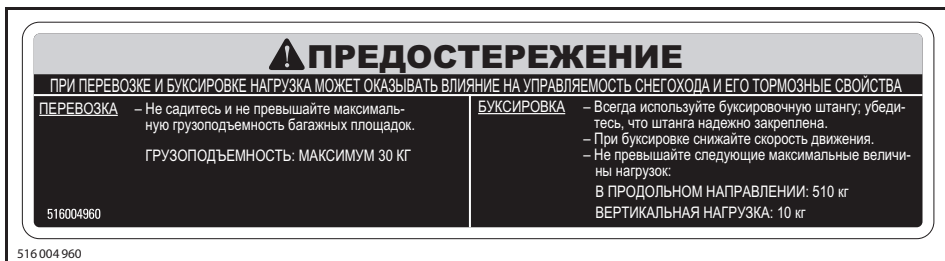 ПРЕДОСТЕРЕЖЕНИЕ
ПРИ ПЕРЕВОЗКЕ И БУКСИРОВКЕ НАГРУЗКА МОЖЕТ ОКАЗЫВАТЬ ВЛИЯНИЕ НА УПРАВЛЯЕМОСТЬ СНЕГОХОДА И ЕГО ТОРМОЗНЫЕ СВОЙСТВА
ПЕРЕВОЗКА – Не садитесь и не превышайте максималь-
ную грузоподъемность багажных площадок.
ГРУЗОПОДЪЕМНОСТЬ: МАКСИМУМ 30 КГ
516004960
БУКСИРОВКА – Всегда используйте буксировочную штангу; убеди-
тесь, что штанга надежно закреплена.
– При буксировке снижайте скорость движения.
– Не превышайте следующие максимальные величи-
ны нагрузок:
В ПРОДОЛЬНОМ НАПРАВЛЕНИИ: 510 кг
ВЕРТИКАЛЬНАЯ НАГРУЗКА: 10 кг
516 004 960